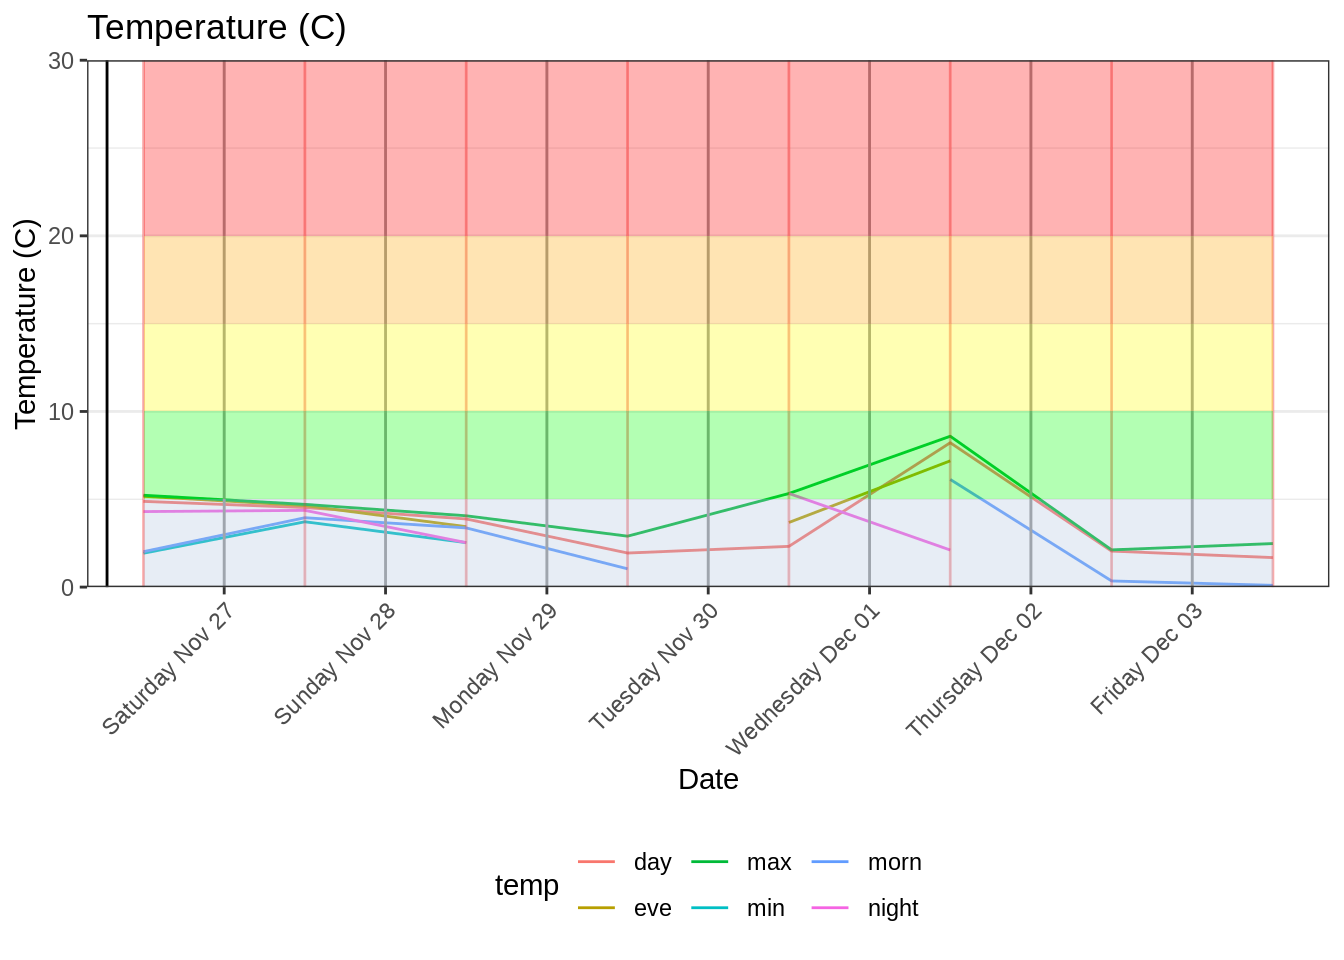 Temperature (C)
Temperature (C)
30
20
10
0
Saturday Nov 27
Sunday Nov 28
Monday Nov 29
Tuesday Nov 30
Wednesday Dec 01
Thursday Dec 02
Friday Dec 03
Date
temp
day
max
morn
eve
min
night